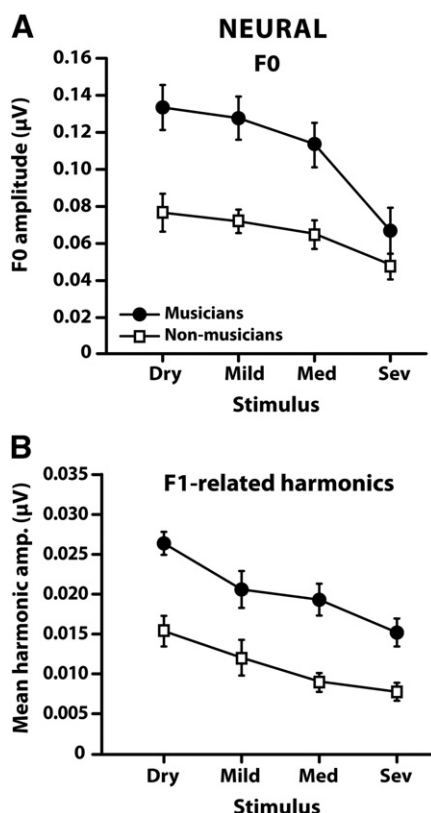 A
NEURAL
F0
F0 amplitude (μV)
0.16
0.14
0.12
0.10
0.08
0.06
0.04
0.02
0
Musicians
Non-musicians
Dry Mild Med Sev
Stimulus
B
F1-related harmonics
Mean harmonic amp. (μV)
0.035
0.030
0.025
0.020
0.015
0.010
0.005
0
Dry Mild Med Sev
Stimulus